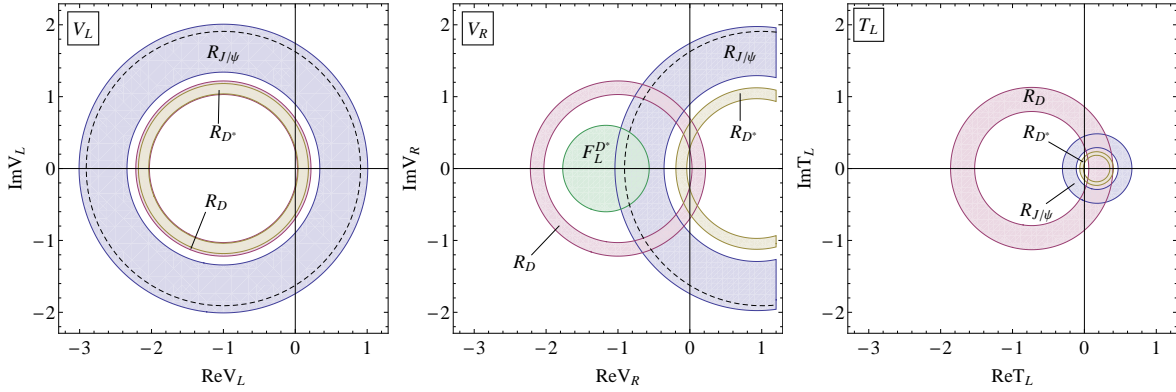 V_L
R_{J/ψ}
R_{D*}
R_D
2
1
0
−1
−2
ImV_L
−3 −2 −1 0 1
ReV_L
V_R
R_{J/ψ}
R_{D*}
F_L^{D*}
R_D
2
1
0
−1
−2
ImV_R
−3 −2 −1 0 1
ReV_R
T_L
R_D
R_{D*}
R_{J/ψ}
2
1
0
−1
−2
ImT_L
−3 −2 −1 0 1
ReT_L